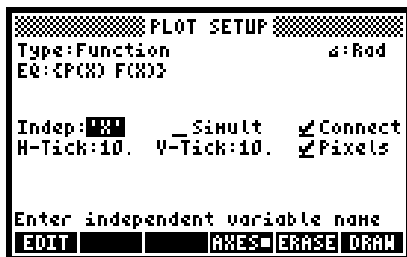 PLOT SETUP
Type:Function ∡:Rad
EQ:{P(X) F(X)}
Indep:'X' _Simult ✓Connect
H-Tick:10. V-Tick:10. ✓Pixels
Enter independent variable name
EDIT AXES■ ERASE DRAW